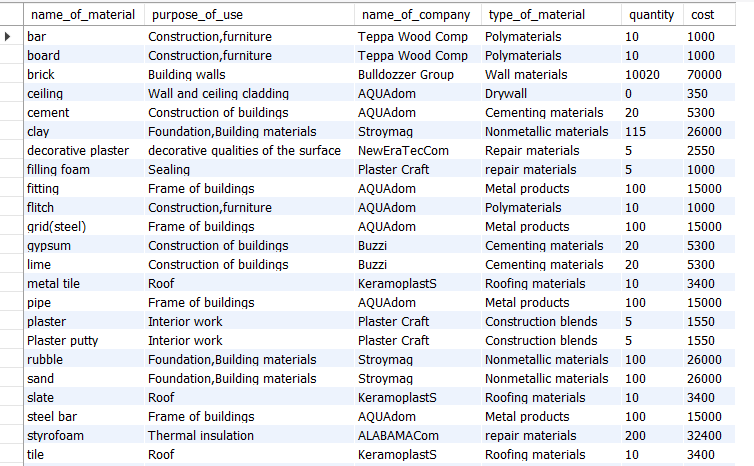 name_of_material purpose_of_use name_of_company type_of_material quantity cost
bar Construction,furniture Teppa Wood Comp Polymaterials 10 1000
board Construction,furniture Teppa Wood Comp Polymaterials 10 1000
brick Building walls Bulldozzer Group Wall materials 10020 70000
ceiling Wall and ceiling cladding AQUAdom Drywall 0 350
cement Construction of buildings AQUAdom Cementing materials 20 5300
clay Foundation,Building materials Stroymag Nonmetallic materials 115 26000
decorative plaster decorative qualities of the surface NewEraTecCom Repair materials 5 2550
filling foam Sealing Plaster Craft repair materials 5 1000
fitting Frame of buildings AQUAdom Metal products 100 15000
flitch Construction,furniture AQUAdom Polymaterials 10 1000
grid(steel) Frame of buildings AQUAdom Metal products 100 15000
gypsum Construction of buildings Buzzi Cementing materials 20 5300
lime Construction of buildings Buzzi Cementing materials 20 5300
metal tile Roof KeramoplastS Roofing materials 10 3400
pipe Frame of buildings AQUAdom Metal products 100 15000
plaster Interior work Plaster Craft Construction blends 5 1550
Plaster putty Interior work Plaster Craft Construction blends 5 1550
rubble Foundation,Building materials Stroymag Nonmetallic materials 100 26000
sand Foundation,Building materials Stroymag Nonmetallic materials 100 26000
slate Roof KeramoplastS Roofing materials 10 3400
steel bar Frame of buildings AQUAdom Metal products 100 15000
styrofoam Thermal insulation ALABAMACom repair materials 200 32400
tile Roof KeramoplastS Roofing materials 10 3400